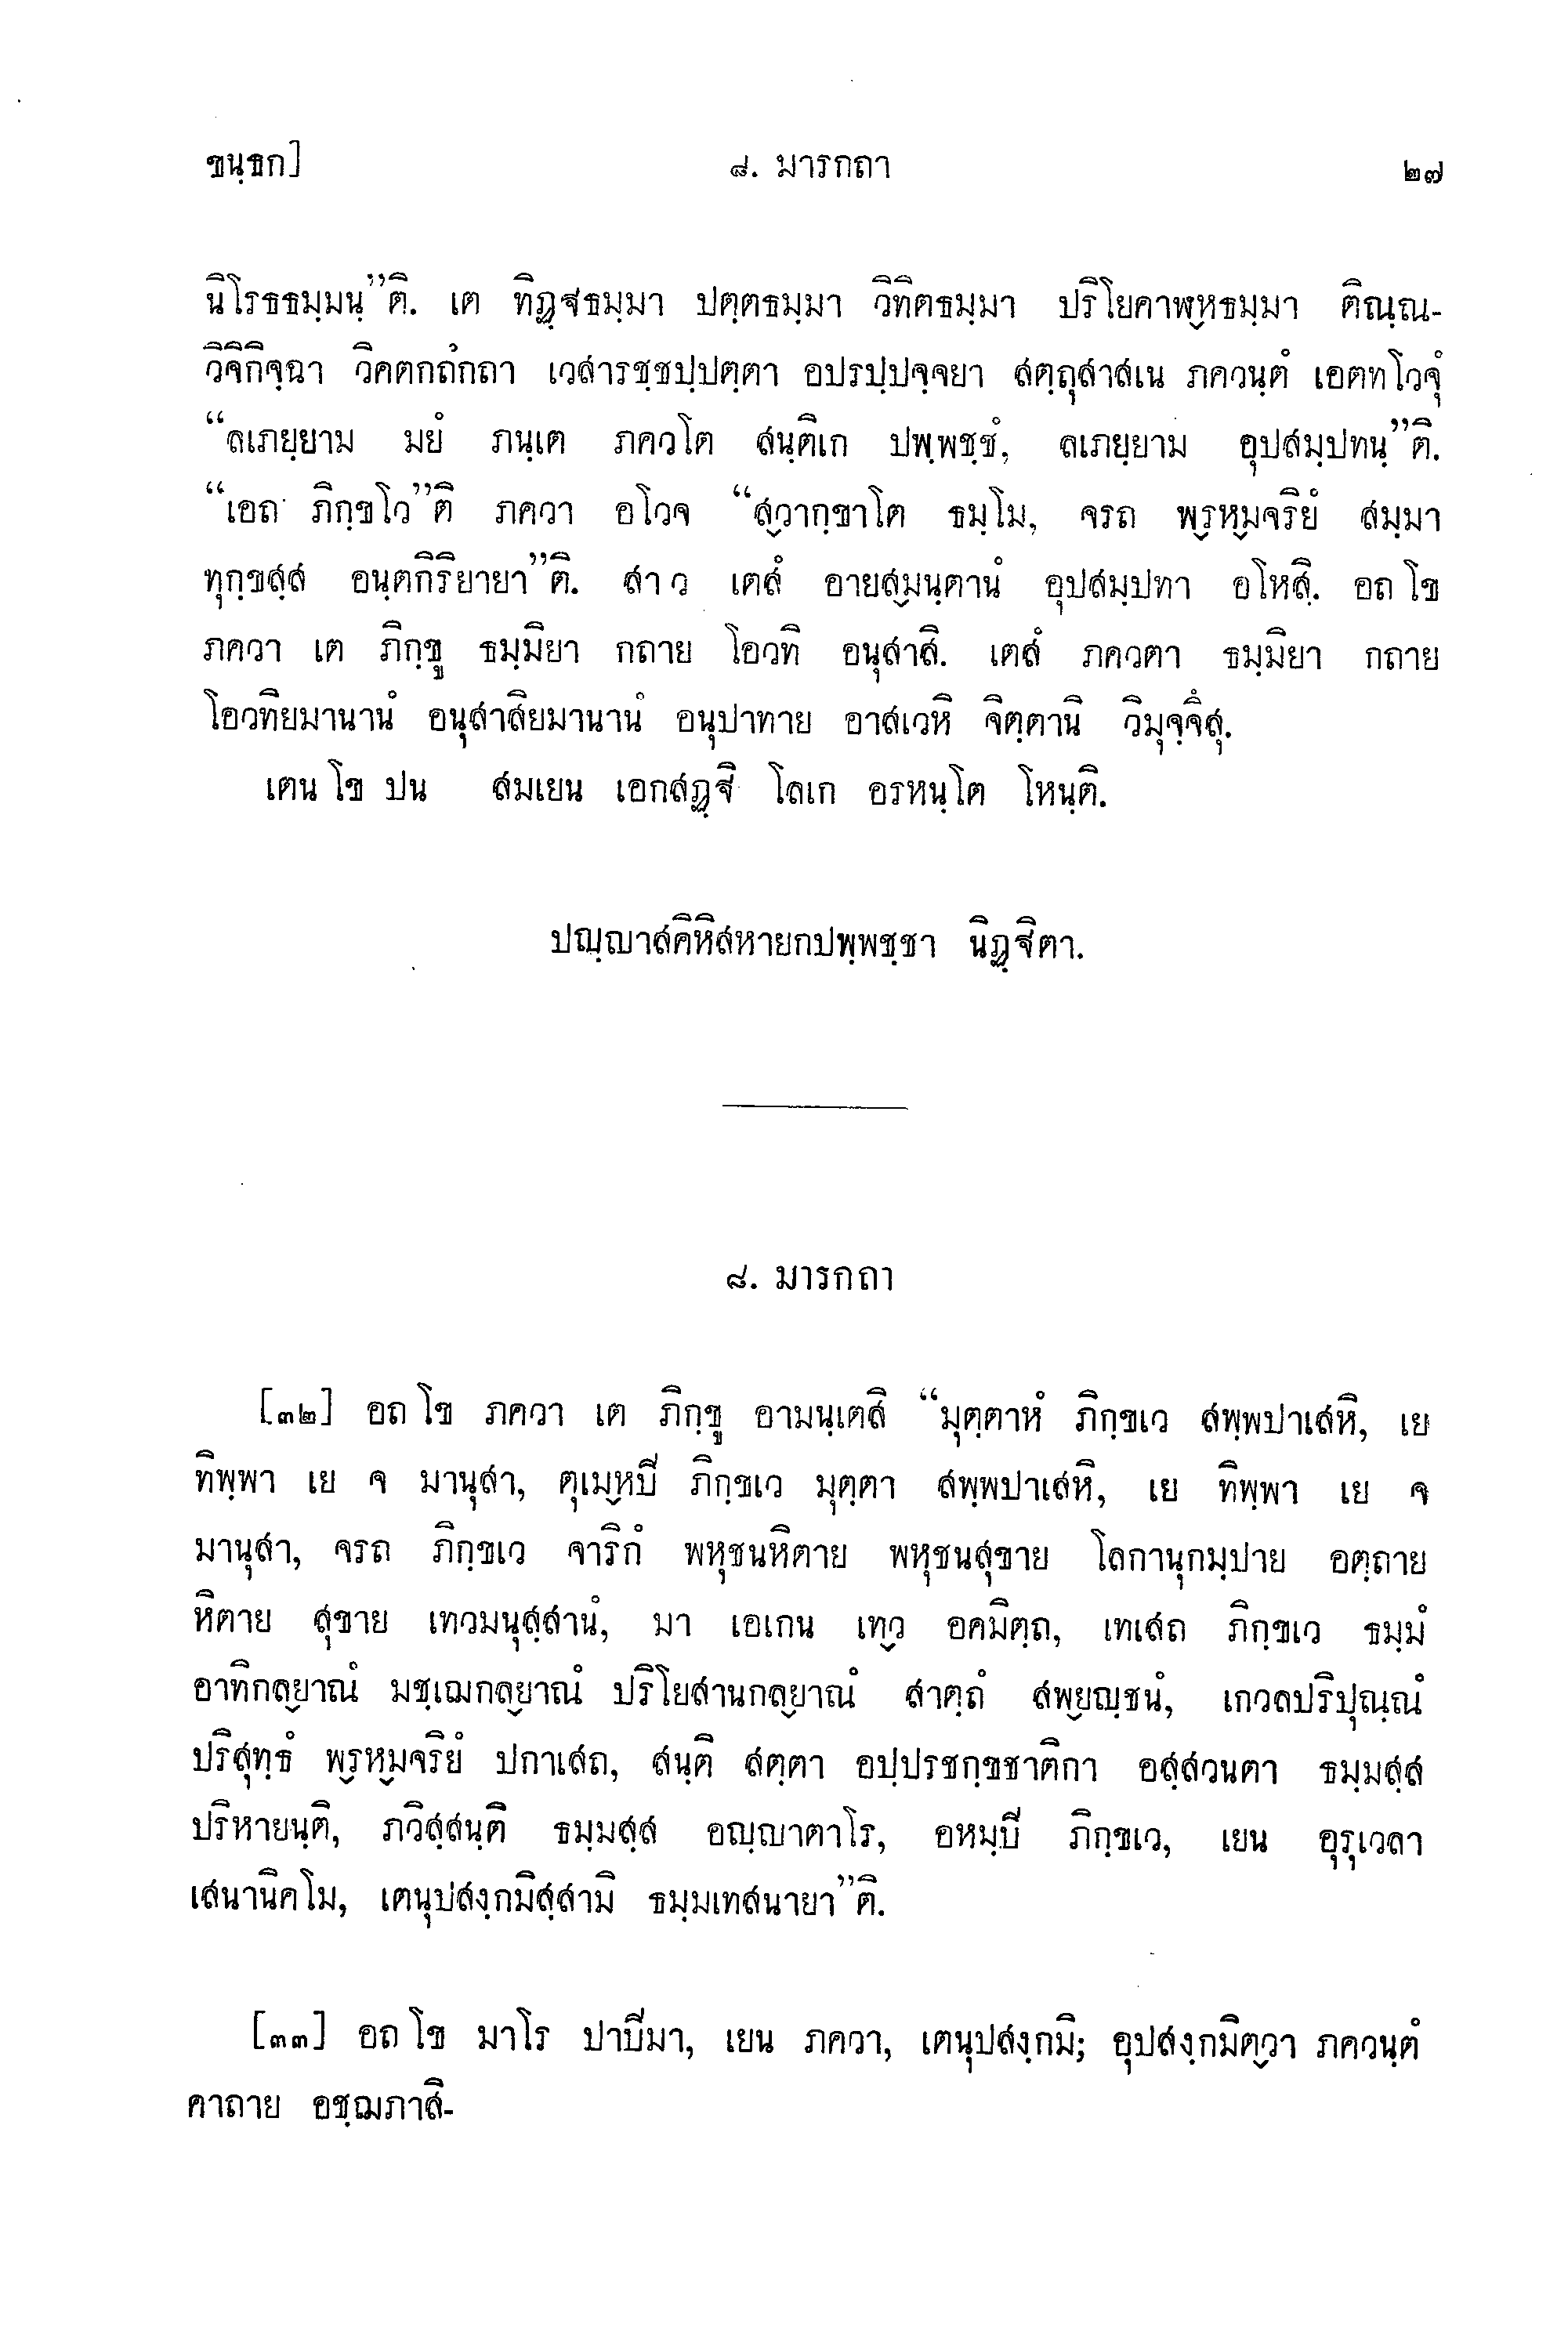 ขนฺธก]
๘. มารกถา
๒๗
นิโรธธมฺมนฺ”ติ. เต ทิฏฺฐธมฺมา ปตฺตธมฺมา วิทิตธมฺมา ปริโยคาฬฺหธมฺมา ติณฺณ-
วิจิกิจฺฉา วิคตกถํกถา เวสารชฺชปฺปตฺตา อปรปฺปจฺจยา สตฺถุสาสเน ภควนฺตํ เอตทโวจุํ
“ลเภยฺยาม มยํ ภนฺเต ภควโต สนฺติเก ปพฺพชฺชํ, ลเภยฺยาม อุปสมฺปทนฺ”ติ.
“เอถ ภิกฺขโว”ติ ภควา อโวจ “สฺวากฺขาโต ธมฺโม, จรถ พฺรหฺมจริยํ สมฺมา
ทุกฺขสฺส อนฺตกิริยายา”ติ. สาว เตสํ อายสฺมนฺตานํ อุปสมฺปทา อโหสิ. อถ โข
ภควา เต ภิกฺขู ธมฺมิยา กถาย โอวทิ อนุสาสิ. เตสํ ภควตา ธมฺมิยา กถาย
โอวทิยมานานํ อนุสาสิยมานานํ อนุปาทาย อาสเวหิ จิตฺตานิ วิมุจฺจึสุ.
เตน โข ปน สมเยน เอกสฏฺฐี โลเก อรหนฺโต โหนฺติ.
ปญฺญาสคิหิสหายกปพฺพชฺชา นิฏฺฐิตา.
๘. มารกถา
[๓๒] อถ โข ภควา เต ภิกฺขู อามนฺเตสิ “มุตฺตาหํ ภิกฺขเว สพฺพปาเสหิ, เย
ทิพฺพา เย จ มานุสา, ตุเมฺหปี ภิกฺขเว มุตฺตา สพฺพปาเสหิ, เย ทิพฺพา เย จ
มานุสา, จรถ ภิกฺขเว จาริกํ พหุชนหิตาย พหุชนสุขาย โลกานุกมฺปาย อตฺถาย
หิตาย สุขาย เทวมนุสฺสานํ, มา เอเกน เทฺว อคมิตฺถ, เทเสถ ภิกฺขเว ธมฺมํ
อาทิกลฺยาณํ มชฺเฌกลฺยาณํ ปริโยสานกลฺยาณํ สาตฺถํ สพฺยญฺชนํ, เกวลปริปุณฺณํ
ปริสุทฺธํ พฺรหฺมจริยํ ปกาเสถ, สนฺติ สตฺตา อปฺปรชกฺขชาติกา อสฺสวนตา ธมฺมสฺส
ปริหายนฺติ, ภวิสฺสนฺติ ธมฺมสฺส อญฺญาตาโร, อหมฺปี ภิกฺขเว, เยน อุรุเวลา
เสนานิคโม, เตนุปสงฺกมิสฺสามิ ธมฺมเทสนายา”ติ.
[๓๓] อถ โข มาโร ปาปีมา, เยน ภควา, เตนุปสงฺกมิ; อุปสงฺกมิตฺวา ภควนฺตํ
คาถาย อชฺฌภาสิ-